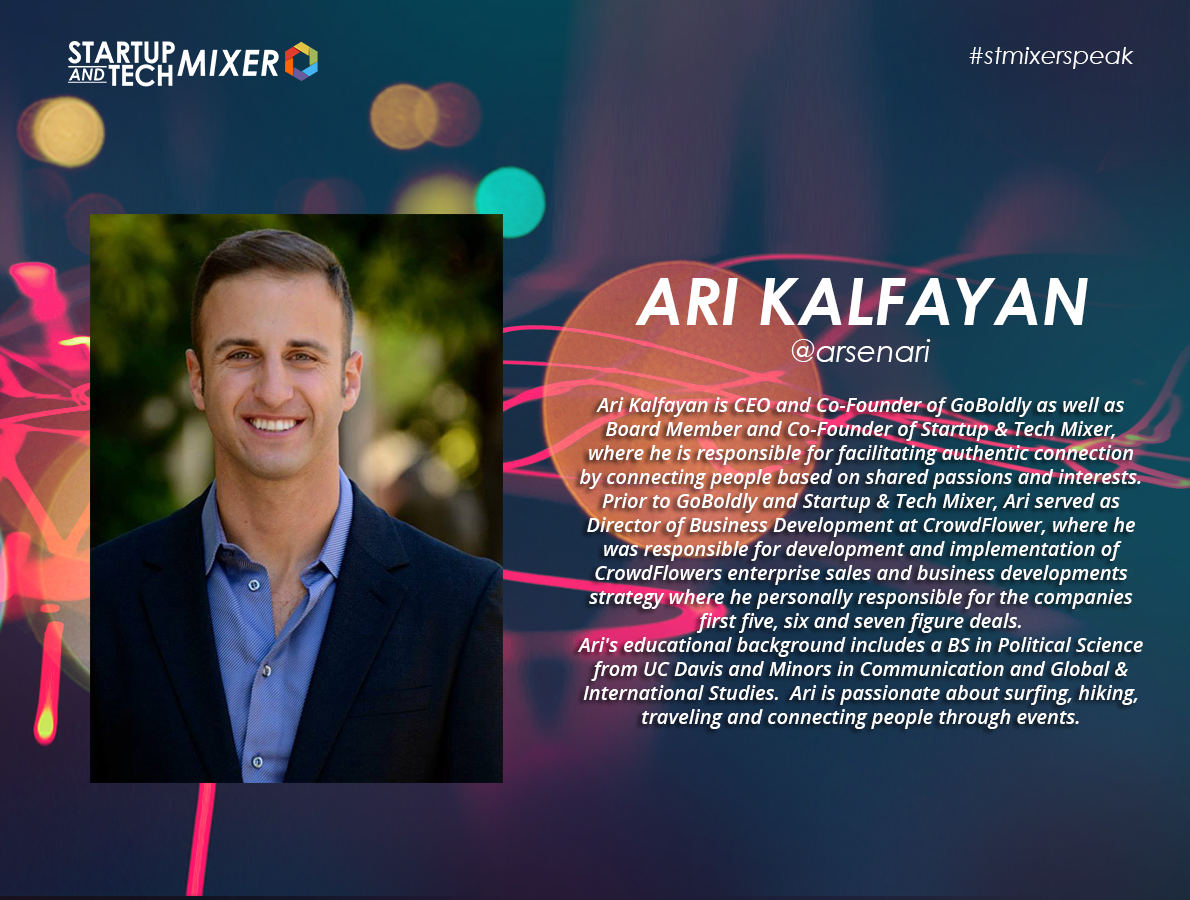 STARTUP
AND TECH MIXER
#stmixerspeak
ARI KALFAYAN
@arsenari
Ari Kalfayan is CEO and Co-Founder of GoBoldly as well as
Board Member and Co-Founder of Startup & Tech Mixer,
where he is responsible for facilitating authentic connection
by connecting people based on shared passions and interests.
Prior to GoBoldly and Startup & Tech Mixer, Ari served as
Director of Business Development at CrowdFlower, where he
was responsible for development and implementation of
CrowdFlowers enterprise sales and business developments
strategy where he personally responsible for the companies
first five, six and seven figure deals.
Ari's educational background includes a BS in Political Science
from UC Davis and Minors in Communication and Global &
International Studies.  Ari is passionate about surfing, hiking,
traveling and connecting people through events.